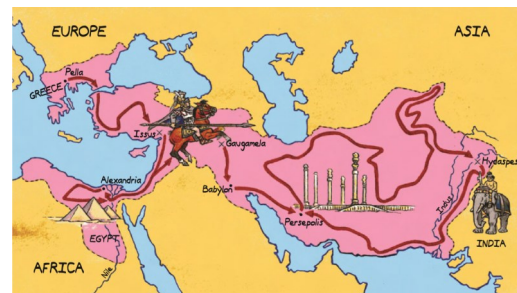 EUROPE
ASIA
Pella
GREECE
Issus
Gaugamela
Hydaspes
Alexandria
Babylon
Indus
Persepolis
EGYPT
INDIA
AFRICA
Nile